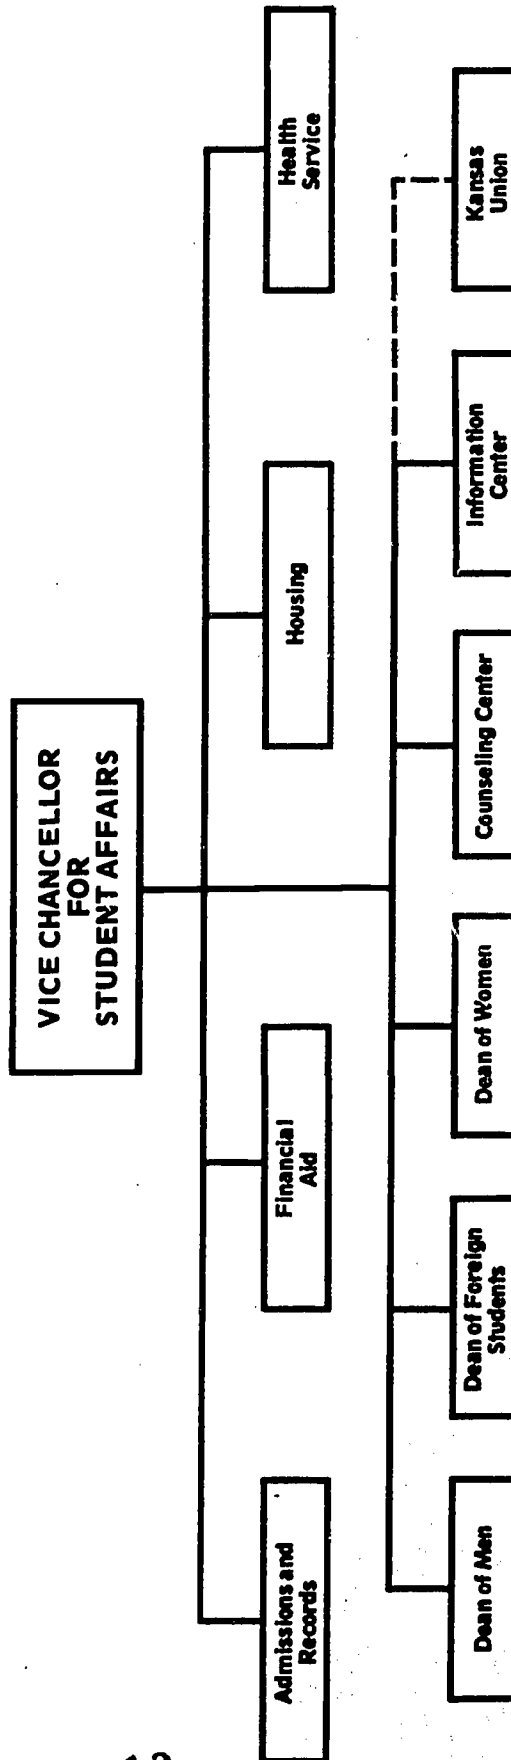 VICE CHANCELLOR
FOR
STUDENT AFFAIRS
Admissions and
Records
Financial
Aid
Housing
Health
Service
Dean of Men
Dean of Foreign
Students
Dean of Women
Counseling Center
Information
Center
Kansas
Union